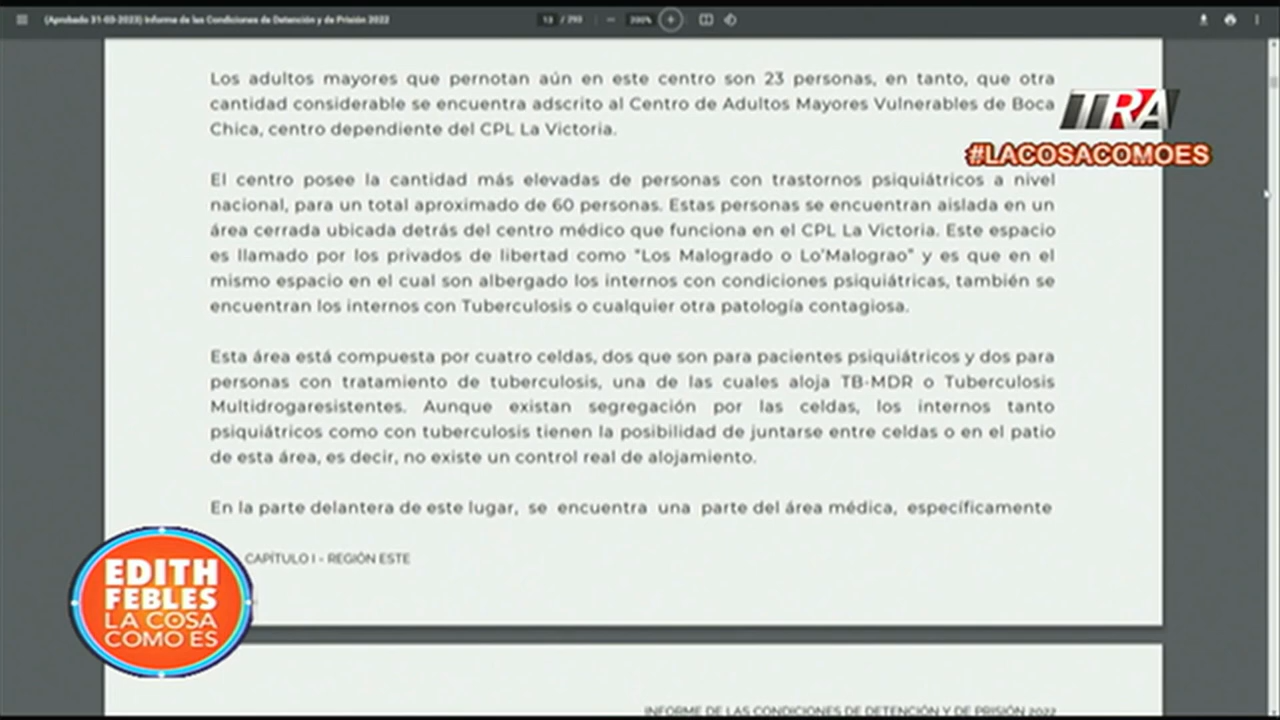 (Aprobado 31-03-2023) Informe de las Condiciones de Detención y de Prisión 2022
13 / 293
200%
Los adultos mayores que pernotan aún en este centro son 23 personas, en tanto, que otra
cantidad considerable se encuentra adscrito al Centro de Adultos Mayores Vulnerables de Boca
Chica, centro dependiente del CPL La Victoria.
TRA
#LACOSACOMOES
El centro posee la cantidad más elevadas de personas con trastornos psiquiátricos a nivel
nacional, para un total aproximado de 60 personas. Estas personas se encuentran aislada en un
área cerrada ubicada detrás del centro médico que funciona en el CPL La Victoria. Este espacio
es llamado por los privados de libertad como "Los Malogrado o Lo'Malograo" y es que en el
mismo espacio en el cual son albergado los internos con condiciones psiquiátricas, también se
encuentran los internos con Tuberculosis o cualquier otra patología contagiosa.
Esta área está compuesta por cuatro celdas, dos que son para pacientes psiquiátricos y dos para
personas con tratamiento de tuberculosis, una de las cuales aloja TB-MDR o Tuberculosis
Multidrogaresistentes. Aunque existan segregación por las celdas, los internos tanto
psiquiátricos como con tuberculosis tienen la posibilidad de juntarse entre celdas o en el patio
de esta área, es decir, no existe un control real de alojamiento.
En la parte delantera de este lugar, se encuentra una parte del área médica, específicamente
CAPÍTULO I - REGIÓN ESTE
EDITH
FEBLES
LA COSA
COMO ES
INFORME DE LAS CONDICIONES DE DETENCIÓN Y DE PRISIÓN 2022